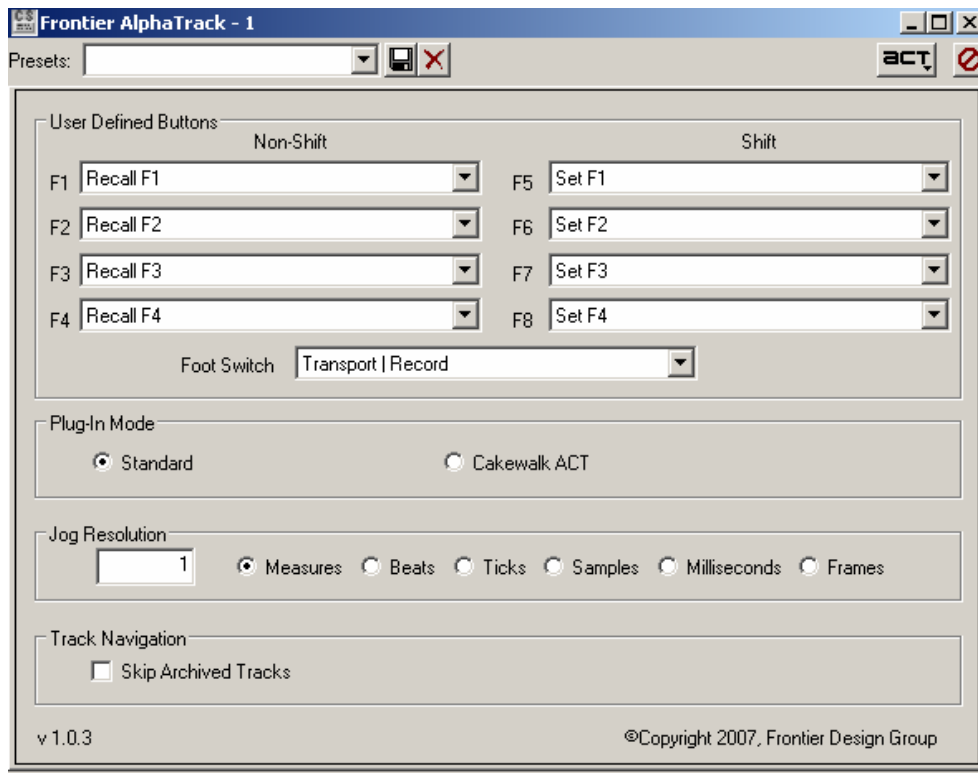 Frontier AlphaTrack - 1
Presets:
ACT
User Defined Buttons
Non-Shift Shift
F1 Recall F1 F5 Set F1
F2 Recall F2 F6 Set F2
F3 Recall F3 F7 Set F3
F4 Recall F4 F8 Set F4
Foot Switch Transport | Record
Plug-In Mode
Standard Cakewalk ACT
Jog Resolution
1 Measures Beats Ticks Samples Milliseconds Frames
Track Navigation
Skip Archived Tracks
v 1.0.3 ©Copyright 2007, Frontier Design Group